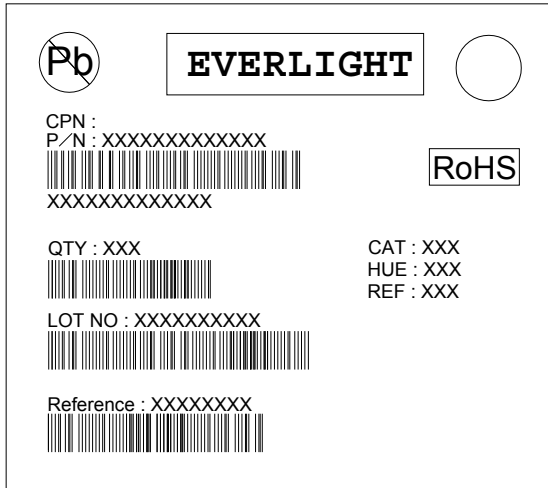 Pb
EVERLIGHT
CPN :
P/N : XXXXXXXXXXXXX
XXXXXXXXXXXXX
RoHS
QTY : XXX
CAT : XXX
HUE : XXX
REF : XXX
LOT NO : XXXXXXXXXX
Reference : XXXXXXXX